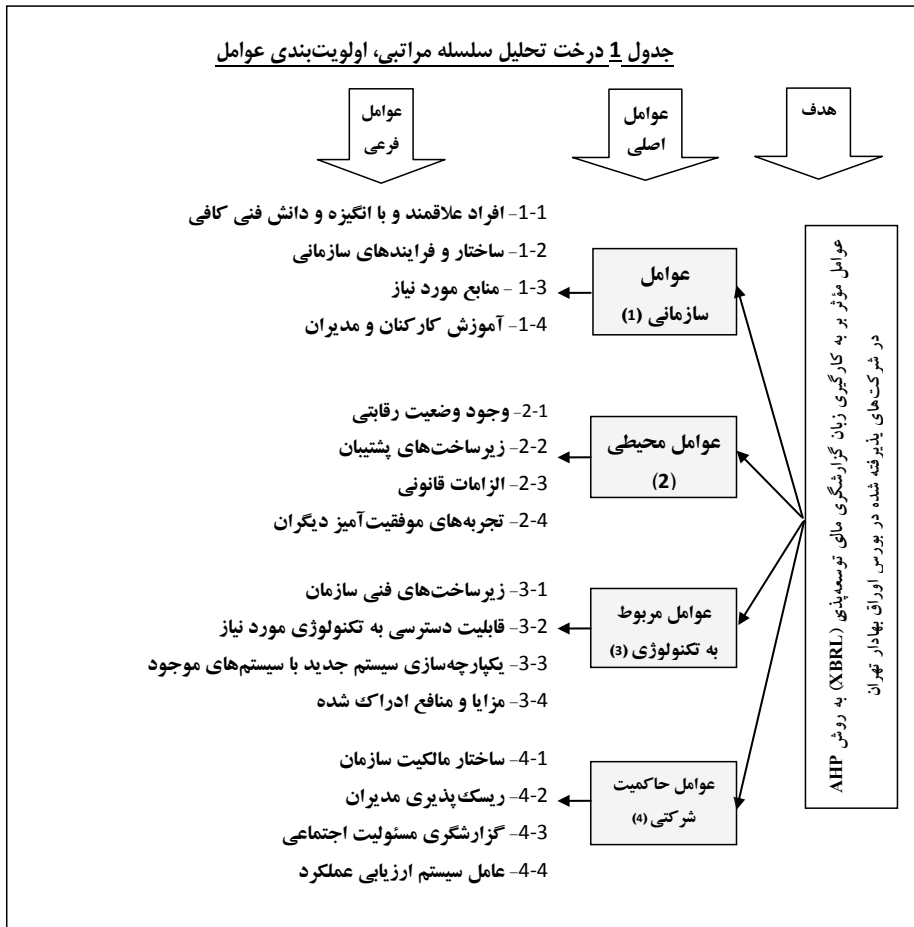 جدول 1 درخت تحلیل سلسله مراتبی، اولویت‌بندی عوامل
هدف
عوامل
اصلی
عوامل
فرعی
عوامل مؤثر بر به کارگیری زبان گزارشگری مالی توسعه‌پذی (XBRL) به روش AHP
در شرکت‌های پذیرفته شده در بورس اوراق بهادار تهران
عوامل
سازمانی (1)
1-1– افراد علاقمند و با انگیزه و دانش فنی کافی
1-2– ساختار و فرایندهای سازمانی
1-3 – منابع مورد نیاز
1-4– آموزش کارکنان و مدیران
عوامل محیطی
(2)
2-1– وجود وضعیت رقابتی
2-2– زیرساخت‌های پشتیبان
2-3– الزامات قانونی
2-4– تجربه‌های موفقیت‌آمیز دیگران
عوامل مربوط
به تکنولوژی (3)
3-1– زیرساخت‌های فنی سازمان
3-2– قابلیت دسترسی به تکنولوژی مورد نیاز
3-3– یکپارچه‌سازی سیستم جدید با سیستم‌های موجود
3-4– مزایا و منافع ادراک شده
عوامل حاکمیت
شرکتی (4)
4-1– ساختار مالکیت سازمان
4-2– ریسک‌پذیری مدیران
4-3– گزارشگری مسئولیت اجتماعی
4-4– عامل سیستم ارزیابی عملکرد